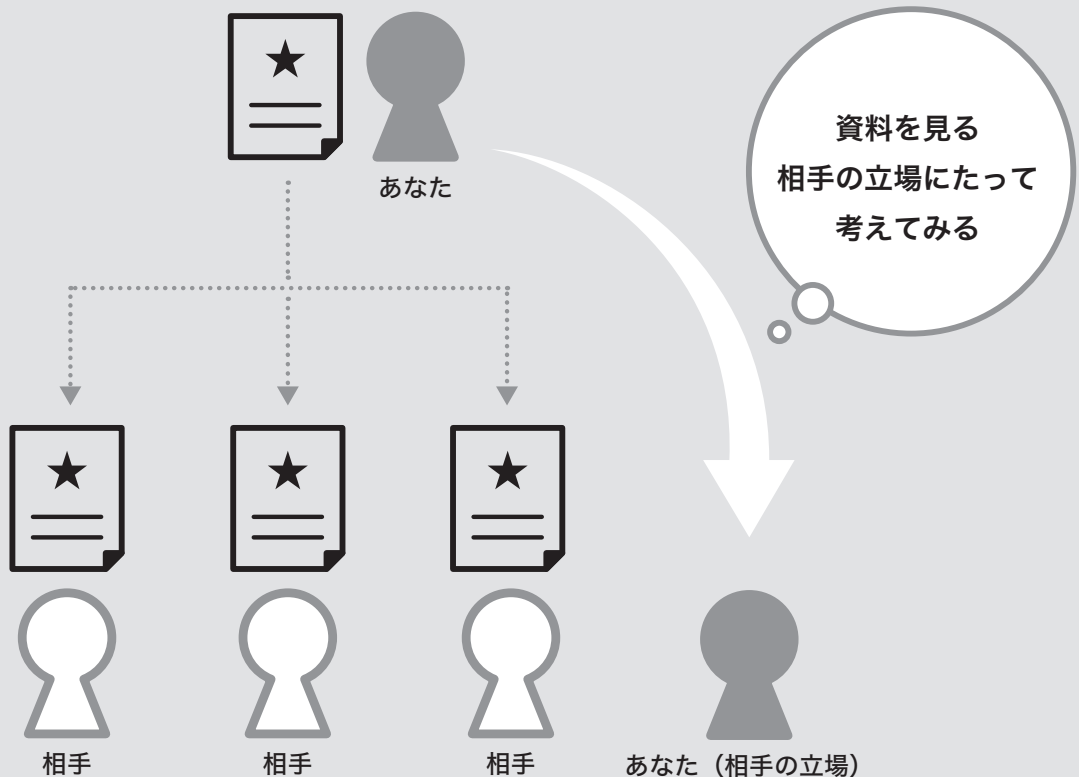 あなた
資料を見る
相手の立場にたって
考えてみる
相手
相手
相手
あなた（相手の立場）